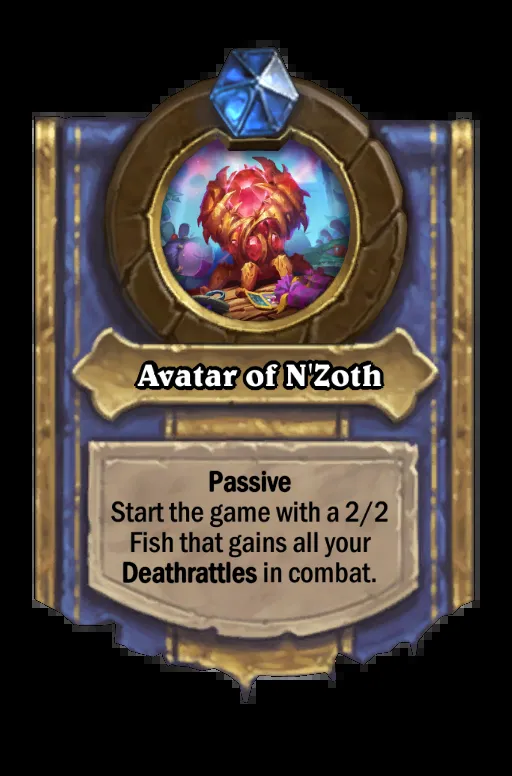 Avatar of N'Zoth
Passive
Start the game with a 2/2
Fish that gains all your
Deathrattles in combat.